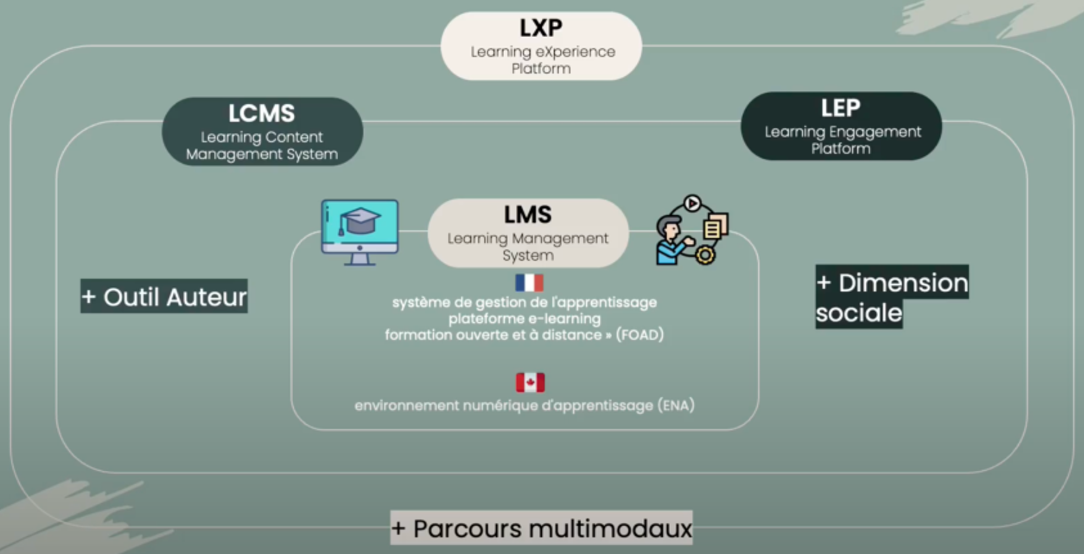 LXP
Learning eXperience
Platform
LCMS
Learning Content
Management System
LEP
Learning Engagement
Platform
LMS
Learning Management
System
système de gestion de l'apprentissage
plateforme e-learning
formation ouverte et à distance » (FOAD)
environnement numérique d'apprentissage (ENA)
+ Outil Auteur
+ Dimension
sociale
+ Parcours multimodaux